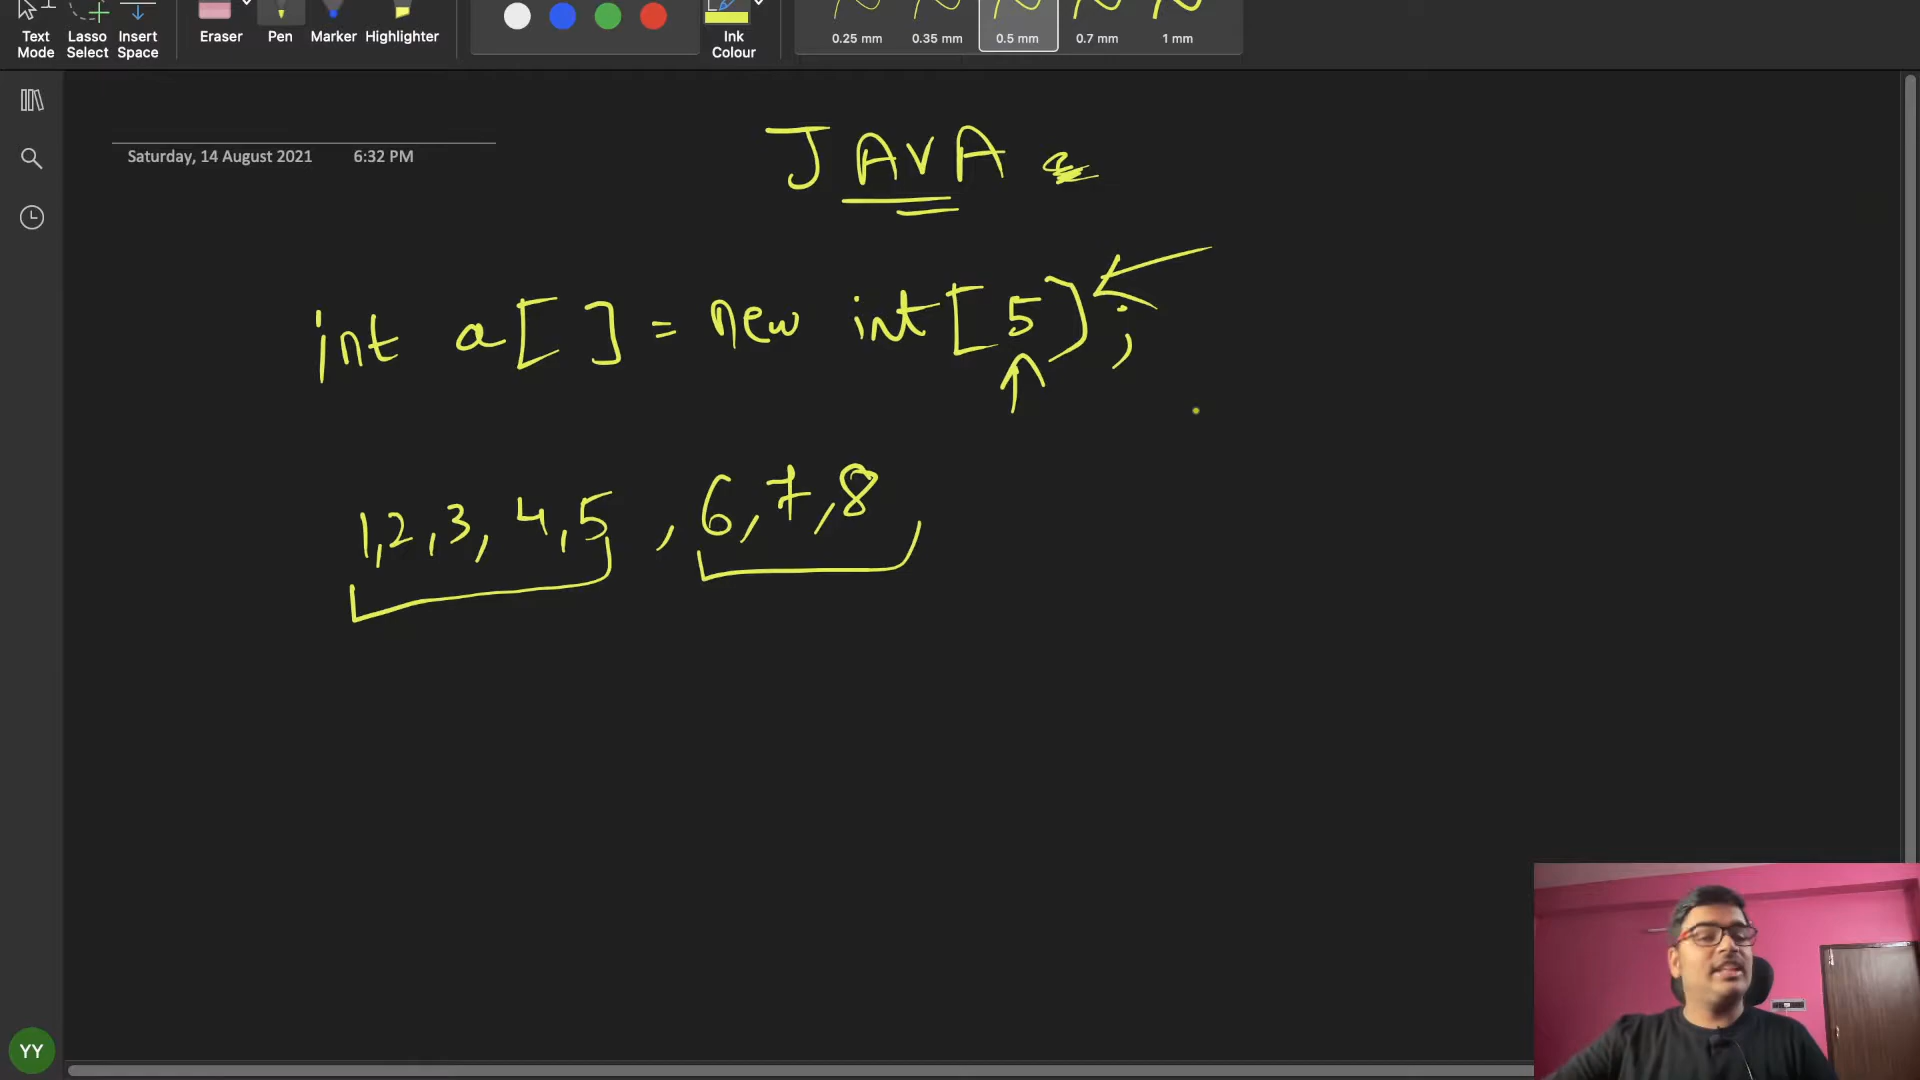 Text Mode
Lasso Select
Insert Space
Eraser
Pen
Marker
Highlighter
Ink Colour
0.25 mm
0.35 mm
0.5 mm
0.7 mm
1 mm
Saturday, 14 August 2021 6:32 PM
JAVA
int a[ ] = new int[5);
1,2,3, 4,5 , 6,7,8
YY